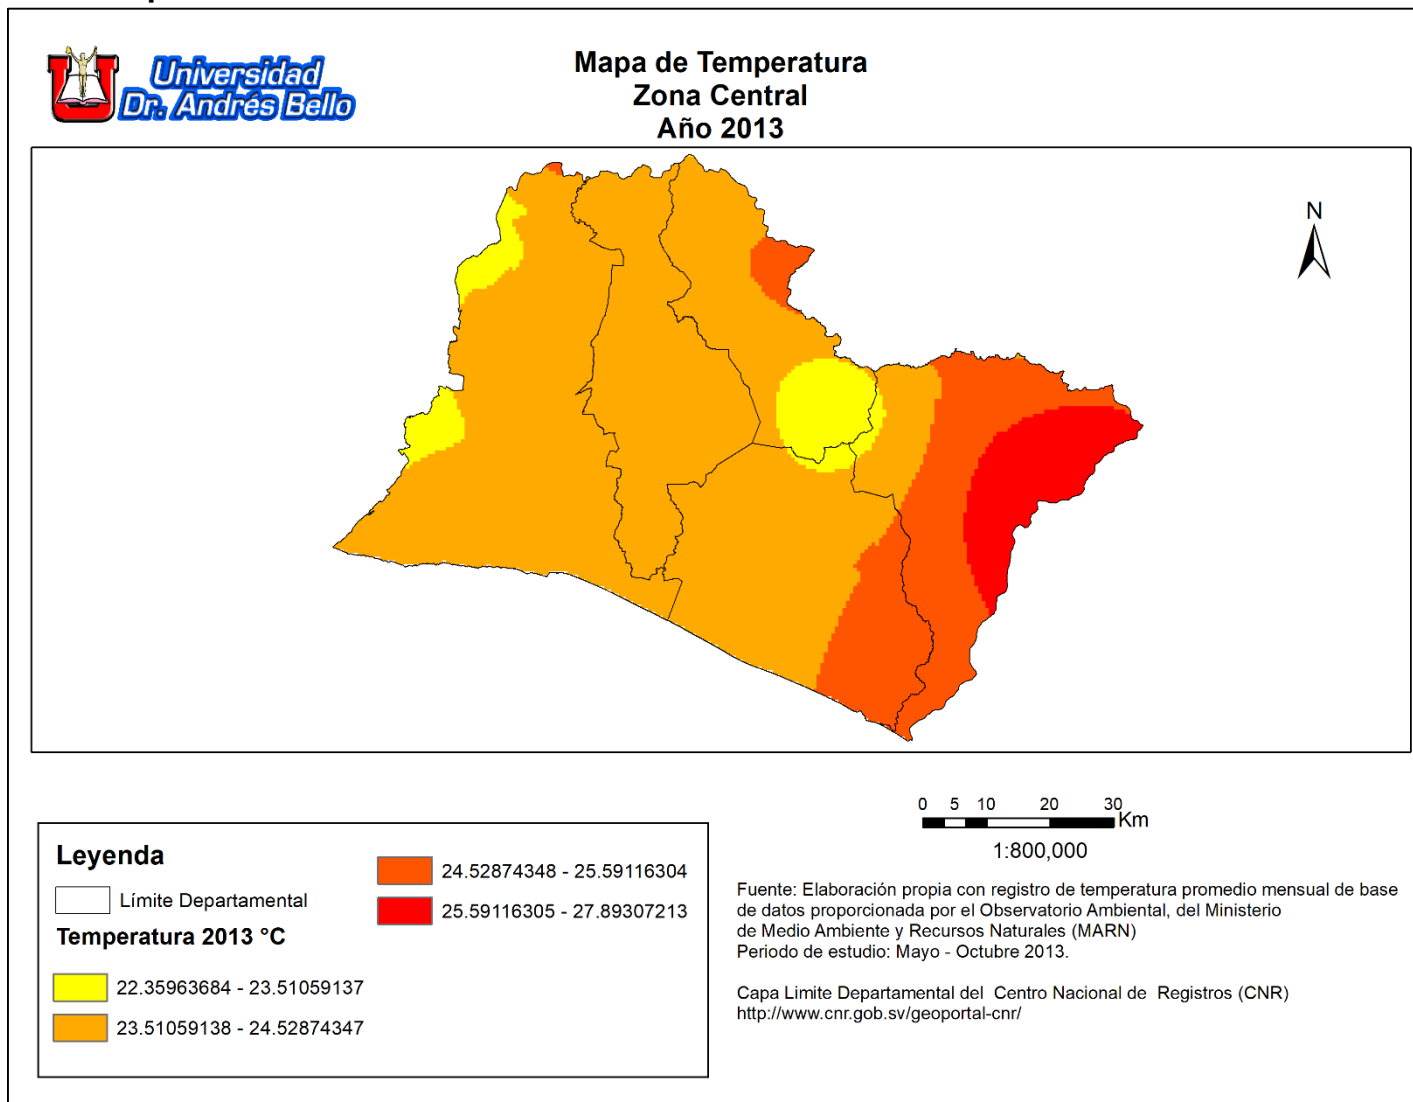 Universidad
Dr. Andrés Bello
Mapa de Temperatura
Zona Central
Año 2013
N
0 5 10 20 30
Km
1:800,000
Leyenda
Límite Departamental
Temperatura 2013 °C
22.35963684 - 23.51059137
23.51059138 - 24.52874347
24.52874348 - 25.59116304
25.59116305 - 27.89307213
Fuente: Elaboración propia con registro de temperatura promedio mensual de base
de datos proporcionada por el Observatorio Ambiental, del Ministerio
de Medio Ambiente y Recursos Naturales (MARN)
Periodo de estudio: Mayo - Octubre 2013.
Capa Limite Departamental del Centro Nacional de Registros (CNR)
http://www.cnr.gob.sv/geoportal-cnr/